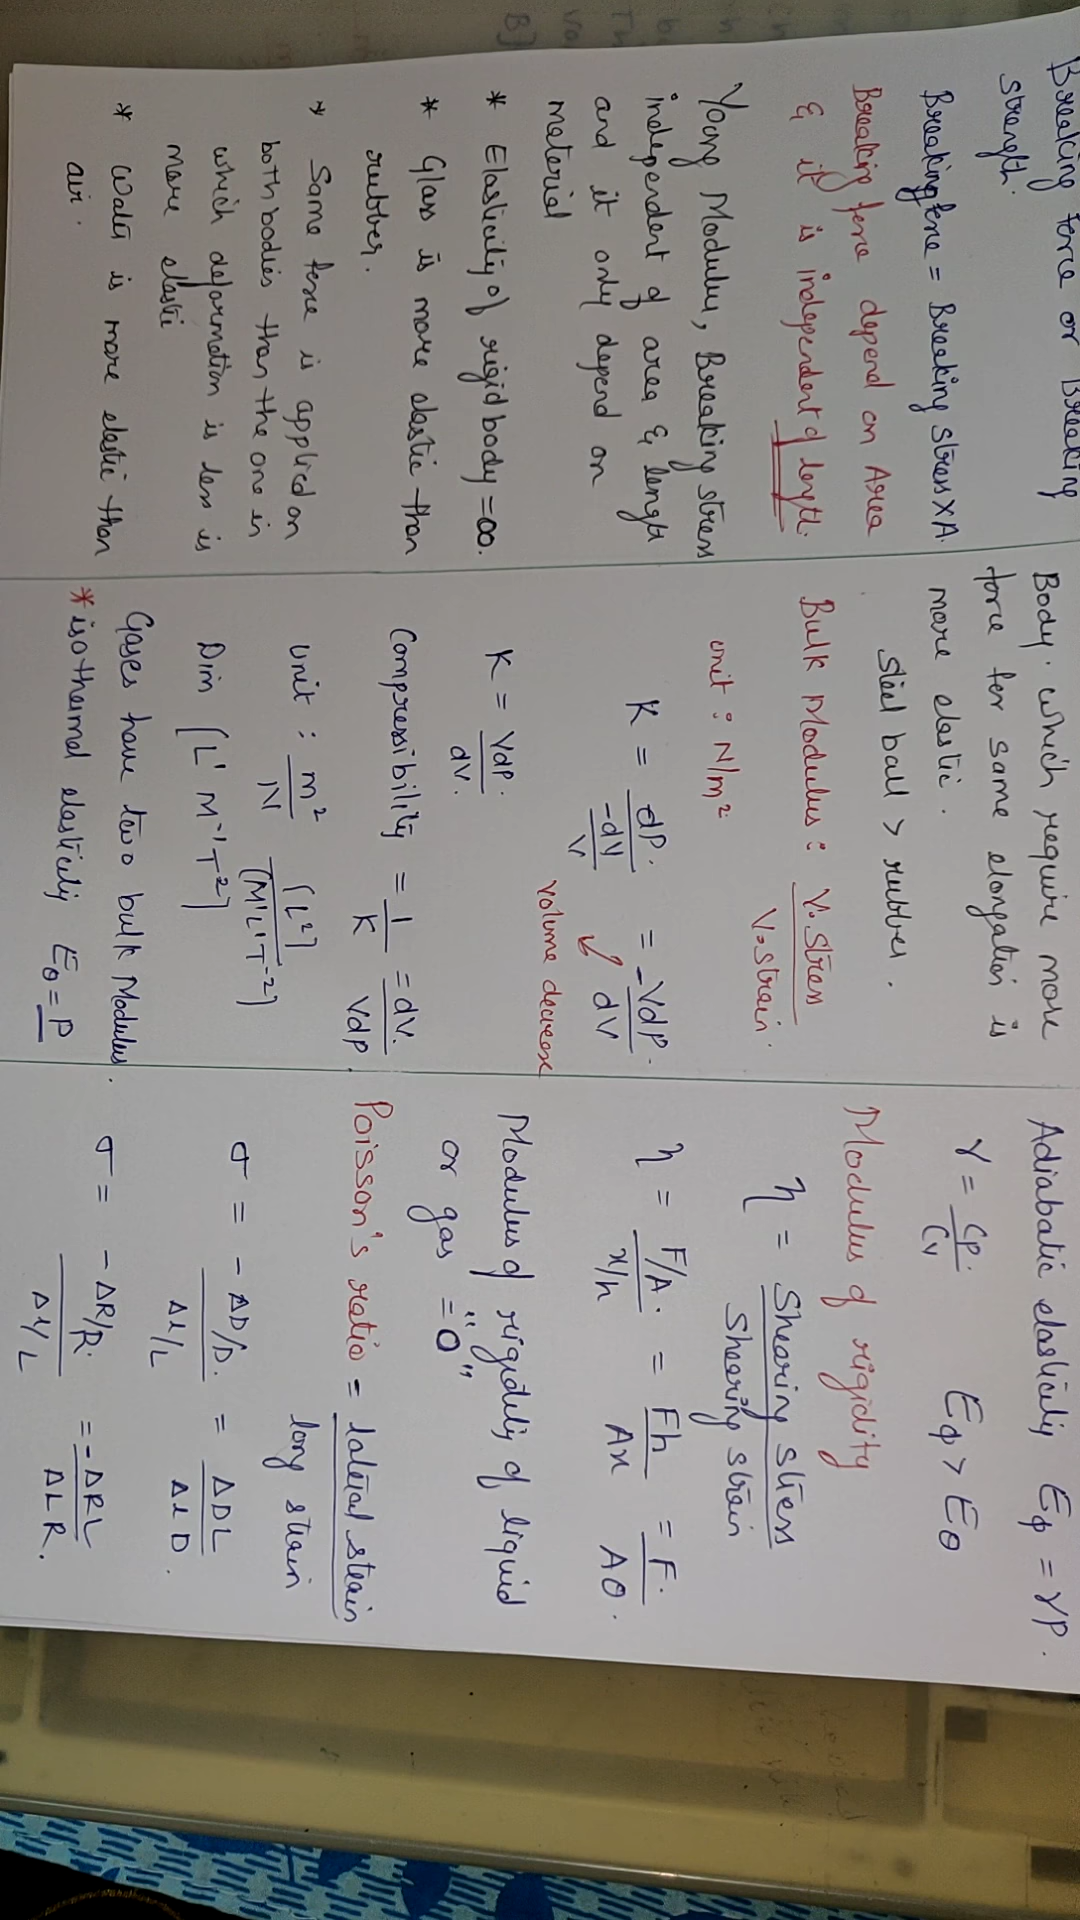 Breaking force or Breaking
strength.
Breaking force = Breaking stress X A.
Breaking force depend on Area
& it is independent of length.
Young Modulus, Breaking stress
independent of area & length
and it only depend on
material
* Elasticity of rigid body = ∞.
* Glass is more elastic than
rubber.
* Same force is applied on
both bodies than the one in
which deformation is less is
more elastic
* Water is more elastic than
air.
Body. which require more
force for same elongation is
more elastic.
Steel ball > rubber.
Bulk Modulus : V.Stress / V.strain.
unit : N/m²
K = dP. / (-dV/V) = -VdP. / dV
volume decrease
K = VdP. / dV.
Compressibility = 1/K = dV. / VdP.
unit : m²/N [L²] / [M¹L¹T⁻²]
Dim [L¹ M⁻¹ T²]
Gases have two bulk Modulus.
* isothermal elasticity Eθ = P
Adiabatic elasticity Eϕ = γP.
γ = Cp. / Cv Eϕ > Eθ
Modulus of rigidity
η = Shearing stress / Shearing strain
η = F/A. / x/h = Fh / Ax = F. / Aθ.
Modulus of rigidity of liquid
or gas = "0"
Poisson's ratio = lateral strain / long strain
σ = - ΔD/D. / Δl/L = ΔDL / Δl D.
σ = - ΔR/R. / Δl/L = -ΔRL / ΔL R.